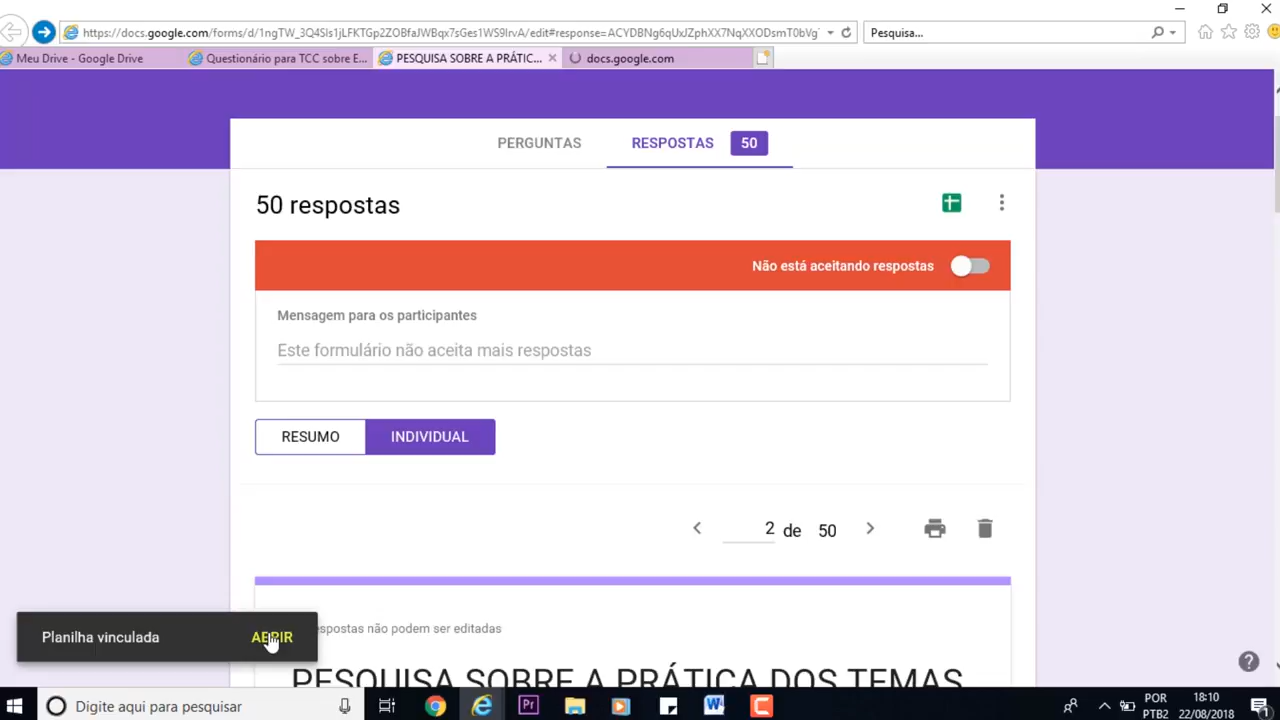 https://docs.google.com/forms/d/1ngTW_3Q4Sls1jLFKTGp2ZOBfaJWBqx7sGes1WS9IrvA/edit#response=ACYDBNg6qUxJZphXX7NqXXODsmT0bVg
Pesquisa...
Meu Drive - Google Drive
Questionário para TCC sobre E...
PESQUISA SOBRE A PRÁTIC...
docs.google.com
PERGUNTAS
RESPOSTAS 50
50 respostas
Não está aceitando respostas
Mensagem para os participantes
Este formulário não aceita mais respostas
RESUMO
INDIVIDUAL
2 de 50
Planilha vinculada
ABRIR
espostas não podem ser editadas
PESQUISA SOBRE A PRÁTICA DOS TEMAS
Digite aqui para pesquisar
Pr
W
POR
PTB2
18:10
22/08/2018
1